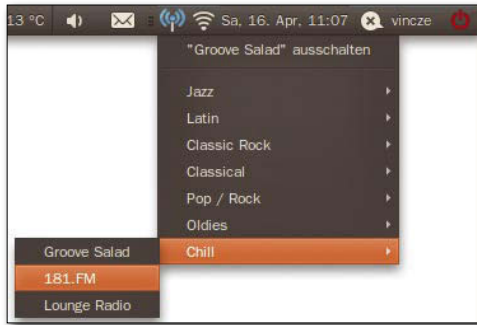 13 °C Sa, 16. Apr, 11:07 vincze
"Groove Salad" ausschalten
Jazz
Latin
Classic Rock
Classical
Pop / Rock
Oldies
Chill
Groove Salad
181.FM
Lounge Radio